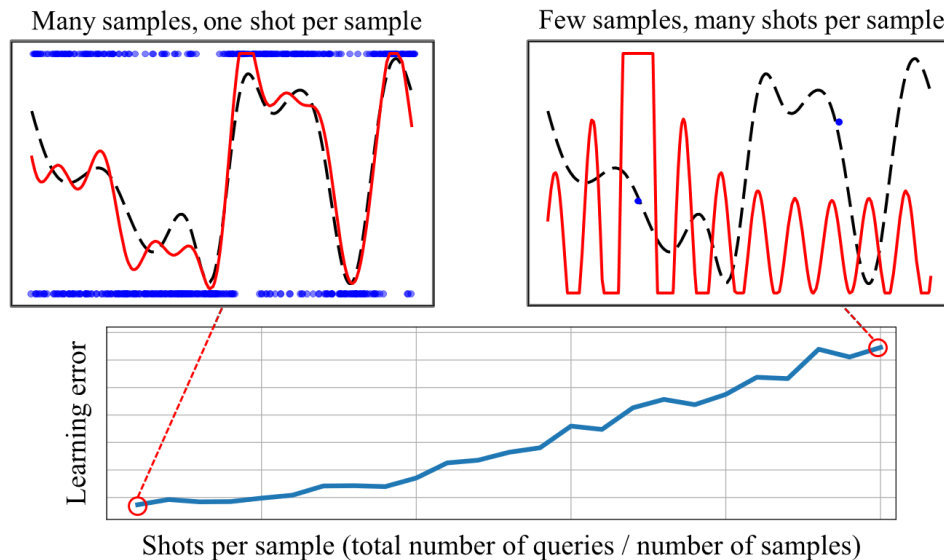 Many samples, one shot per sample
Few samples, many shots per sample
Learning error
Shots per sample (total number of queries / number of samples)